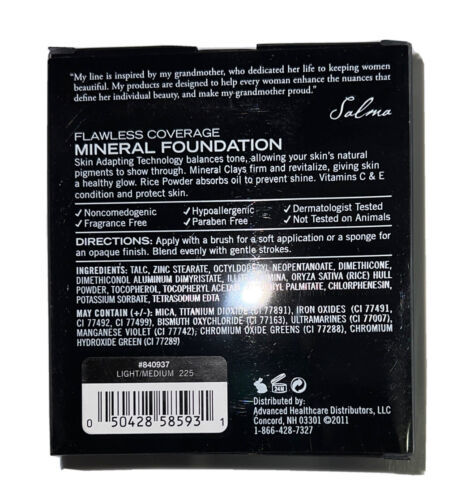 "My line is inspired by my grandmother, who dedicated her life to keeping women
beautiful. My products are designed to help every woman enhance the nuances that
define her individual beauty, and make my grandmother proud."
Salma
FLAWLESS COVERAGE
MINERAL FOUNDATION
Skin Adapting Technology balances tone, allowing your skin's natural
pigments to show through. Mineral Clays firm and revitalize, giving skin
a healthy glow. Rice Powder absorbs oil to prevent shine. Vitamins C & E
condition and protect skin.
✓Noncomedogenic ✓Hypoallergenic ✓Dermatologist Tested
✓Fragrance Free ✓Paraben Free ✓Not Tested on Animals
DIRECTIONS: Apply with a brush for a soft application or a sponge for
an opaque finish. Blend evenly with gentle strokes.
INGREDIENTS: TALC, ZINC STEARATE, OCTYLDODECYL NEOPENTANOATE, DIMETHICONE,
DIMETHICONOL ALUMINUM DIMYRISTATE, ILLITE, ALUMINA, ORYZA SATIVA (RICE) HULL
POWDER, TOCOPHEROL, TOCOPHERYL ACETATE, PALMITATE, CHLORPHENESIN,
POTASSIUM SORBATE, TETRASODIUM EDTA
MAY CONTAIN (+/-): MICA, TITANIUM DIOXIDE (CI 77891), IRON OXIDES (CI 77491,
CI 77492, CI 77499), BISMUTH OXYCHLORIDE (CI 77163), ULTRAMARINES (CI 77007),
MANGANESE VIOLET (CI 77742); CHROMIUM OXIDE GREENS (CI 77288), CHROMIUM
HYDROXIDE GREEN (CI 77289)
#840937
LIGHT/MEDIUM 225
0 50428 58593 1
24M
Distributed by:
Advanced Healthcare Distributors, LLC
Concord, NH 03301 ©2011
1-866-428-7327